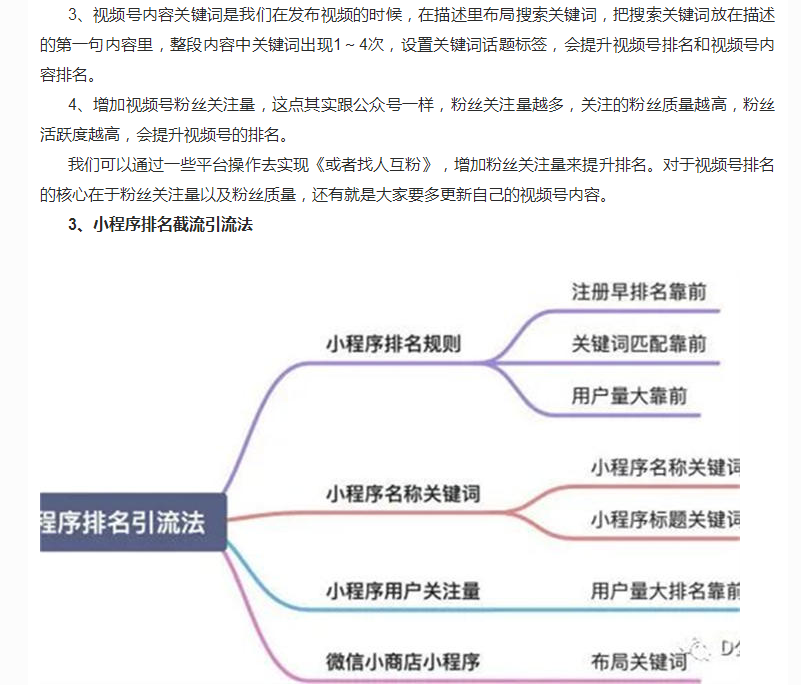 3、视频号内容关键词是我们在发布视频的时候，在描述里布局搜索关键词，把搜索关键词放在描述
的第一句内容里，整段内容中关键词出现1～4次，设置关键词话题标签，会提升视频号排名和视频号内
容排名。
4、增加视频号粉丝关注量，这点其实跟公众号一样，粉丝关注量越多，关注的粉丝质量越高，粉丝
活跃度越高，会提升视频号的排名。
我们可以通过一些平台操作去实现《或者找人互粉》，增加粉丝关注量来提升排名。对于视频号排名
的核心在于粉丝关注量以及粉丝质量，还有就是大家要多更新自己的视频号内容。
3、小程序排名截流引流法
注册早排名靠前
小程序排名规则
关键词匹配靠前
用户量大靠前
小程序名称关键词
小程序名称关键词
程序排名引流法
小程序标题关键词
小程序用户关注量
用户量大排名靠前
微信小商店小程序
布局关键词